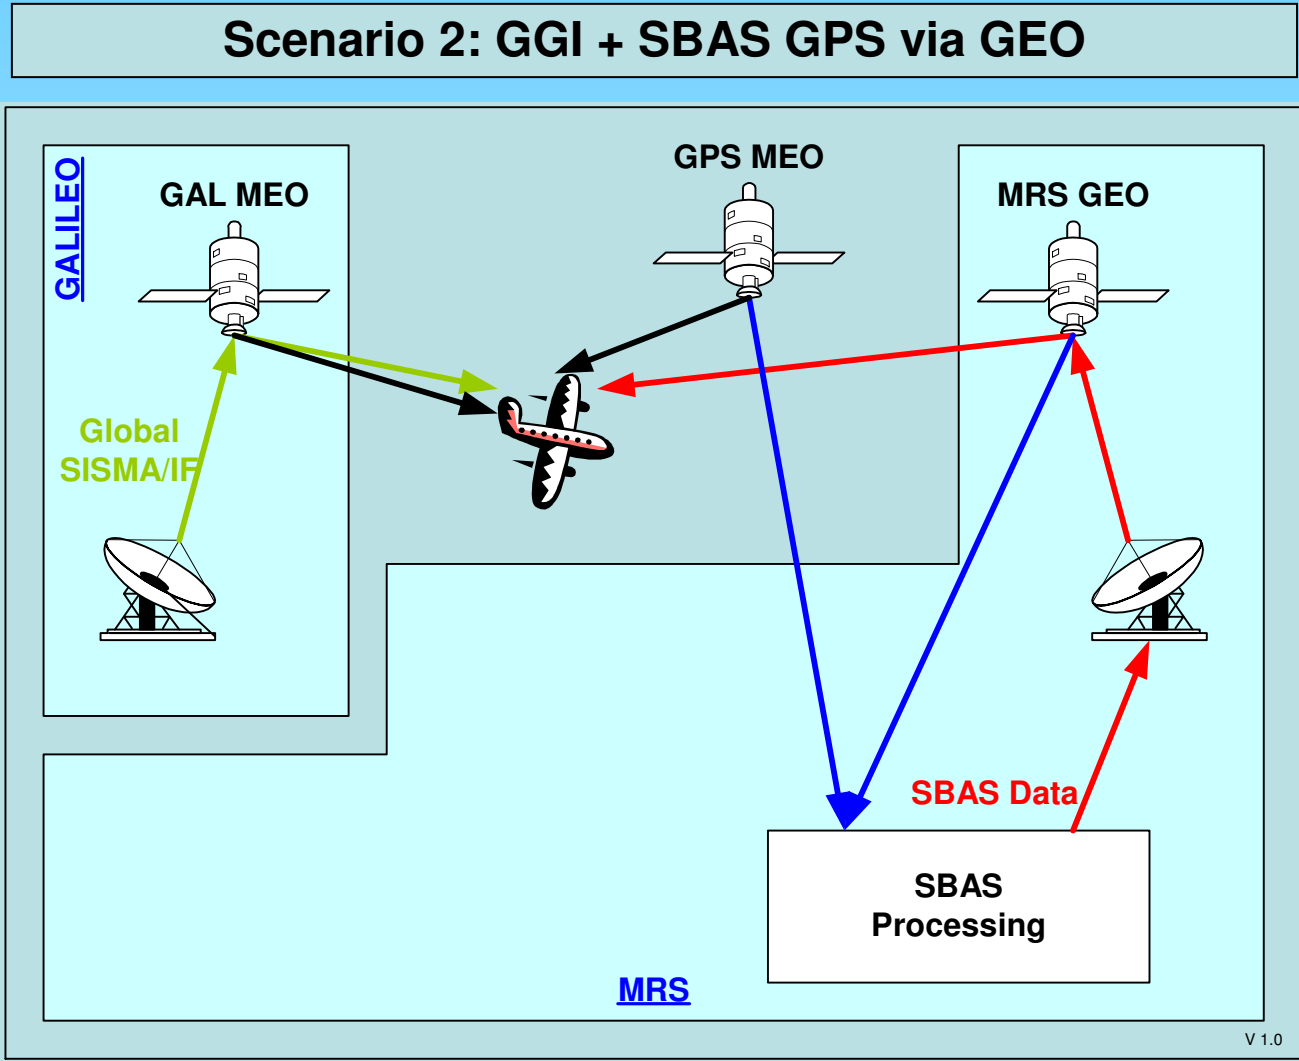 Scenario 2: GGI + SBAS GPS via GEO
GALILEO
GAL MEO
GPS MEO
MRS GEO
Global
SISMA/IF
SBAS Data
SBAS
Processing
MRS
V 1.0